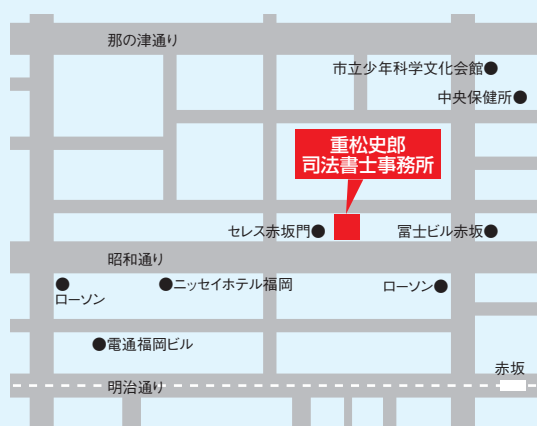 那の津通り
市立少年科学文化会館
中央保健所
重松史郎
司法書士事務所
セレス赤坂門
冨士ビル赤坂
昭和通り
ローソン
ニッセイホテル福岡
ローソン
電通福岡ビル
赤坂
明治通り